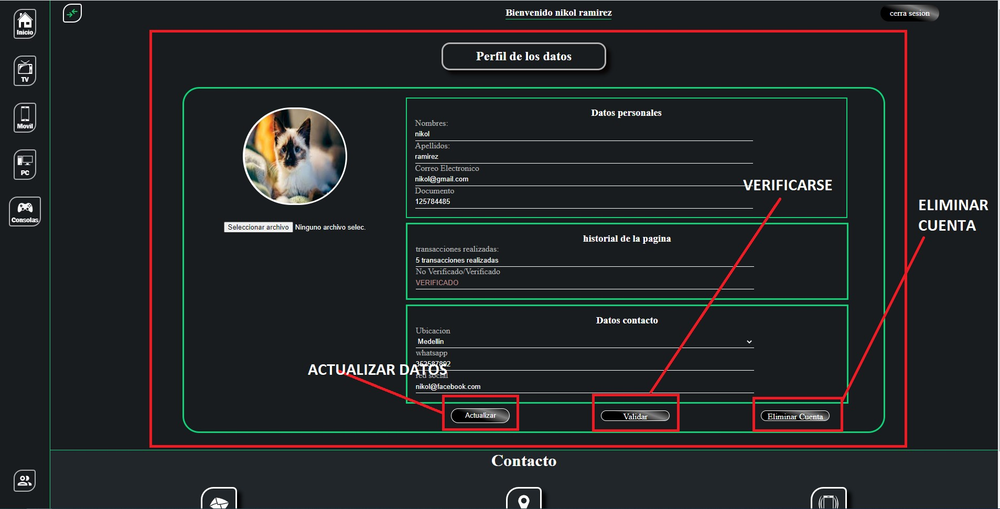 Bienvenido nikol ramirez
cerra sesion
Inicio
TV
Movil
PC
Consolas
Perfil de los datos
Seleccionar archivo Ninguno archivo selec.
Datos personales
Nombres:
nikol
Apellidos:
ramirez
Correo Electronico
nikol@gmail.com
Documento
125784485
VERIFICARSE
ELIMINAR
CUENTA
historial de la pagina
transacciones realizadas:
5 transacciones realizadas
No Verificado/Verificado
VERIFICADO
Datos contacto
Ubicacion
Medellin
whatsapp
352587892
ACTUALIZAR DATOS
red social
nikol@facebook.com
Actualizar
Validar
Eliminar Cuenta
Contacto